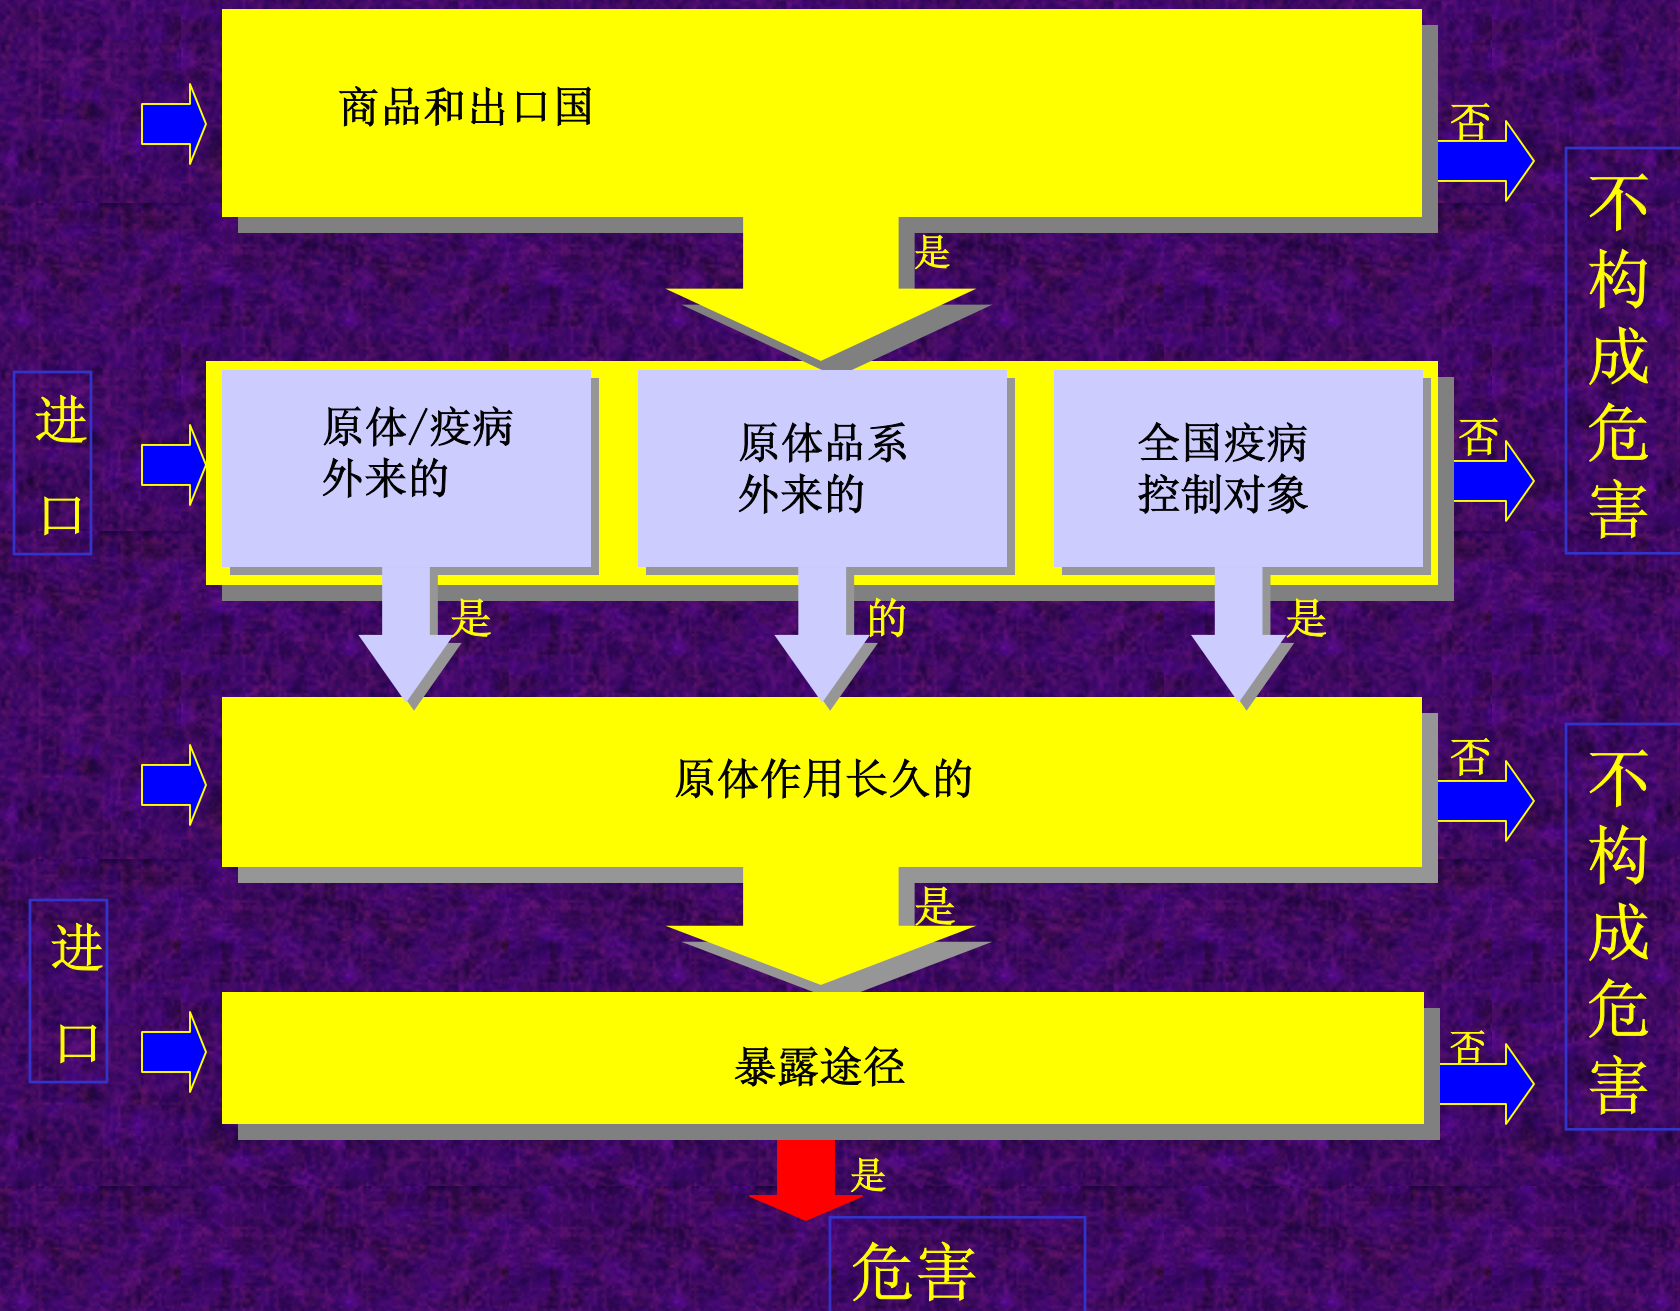 商品和出口国
否
是
不
构
成
危
害
进
口
原体/疫病
外来的
原体品系
外来的
全国疫病
控制对象
否
是
的
是
原体作用长久的
否
是
不
构
成
危
害
进
口
暴露途径
否
是
危害